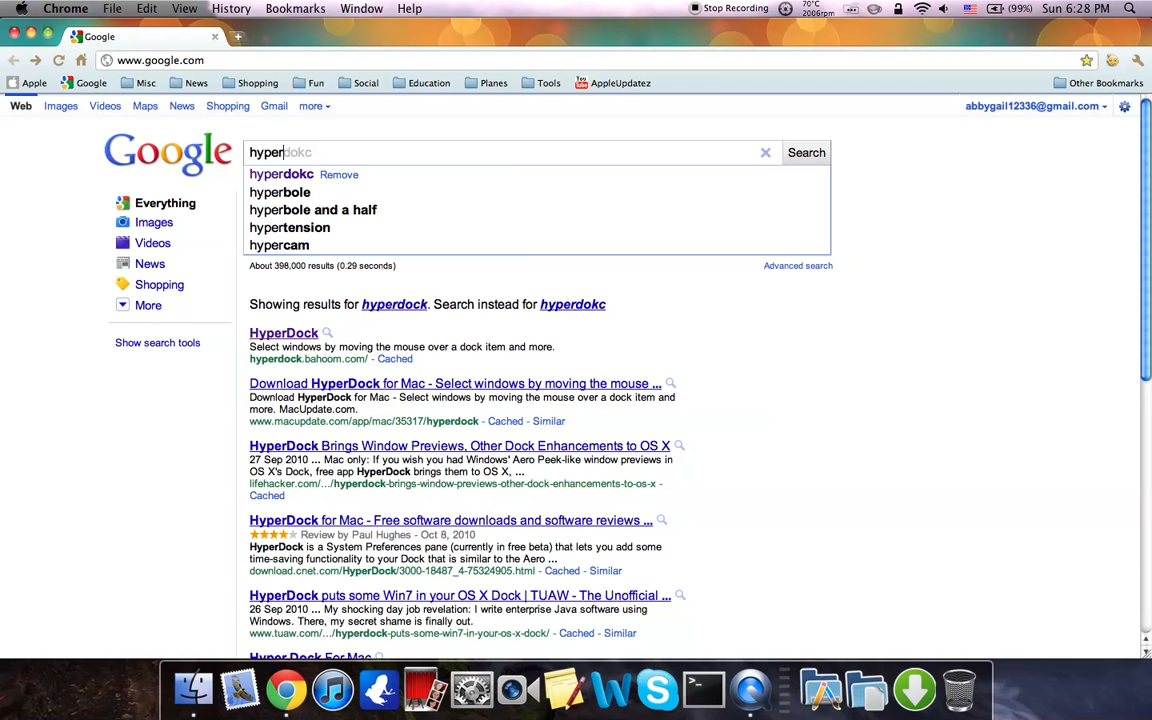 Chrome File Edit View History Bookmarks Window Help Stop Recording 70°C 2006rpm (99%) Sun 6:28 PM
Google
www.google.com
Apple Google Misc News Shopping Fun Social Education Planes Tools AppleUpdatez Other Bookmarks
Web Images Videos Maps News Shopping Gmail more abbygail12336@gmail.com
Google hyperdokc Search
hyperdokc Remove
hyperbole
hyperbole and a half
hypertension
hypercam
Everything
Images
Videos
News
Shopping
More
Show search tools
About 398,000 results (0.29 seconds) Advanced search
Showing results for hyperdock. Search instead for hyperdokc
HyperDock
Select windows by moving the mouse over a dock item and more.
hyperdock.bahoom.com/ - Cached
Download HyperDock for Mac - Select windows by moving the mouse ...
Download HyperDock for Mac - Select windows by moving the mouse over a dock item and
more. MacUpdate.com.
www.macupdate.com/app/mac/35317/hyperdock - Cached - Similar
HyperDock Brings Window Previews, Other Dock Enhancements to OS X
27 Sep 2010 ... Mac only: If you wish you had Windows' Aero Peek-like window previews in
OS X's Dock, free app HyperDock brings them to OS X, ...
lifehacker.com/.../hyperdock-brings-window-previews-other-dock-enhancements-to-os-x -
Cached
HyperDock for Mac - Free software downloads and software reviews ...
Review by Paul Hughes - Oct 8, 2010
HyperDock is a System Preferences pane (currently in free beta) that lets you add some
time-saving functionality to your Dock that is similar to the Aero ...
download.cnet.com/HyperDock/3000-18487_4-75324905.html - Cached - Similar
HyperDock puts some Win7 in your OS X Dock | TUAW - The Unofficial ...
26 Sep 2010 ... My shocking day job revelation: I write enterprise Java software using
Windows. There, my secret shame is finally out.
www.tuaw.com/.../hyperdock-puts-some-win7-in-your-os-x-dock/ - Cached - Similar
Hyper Dock For Mac